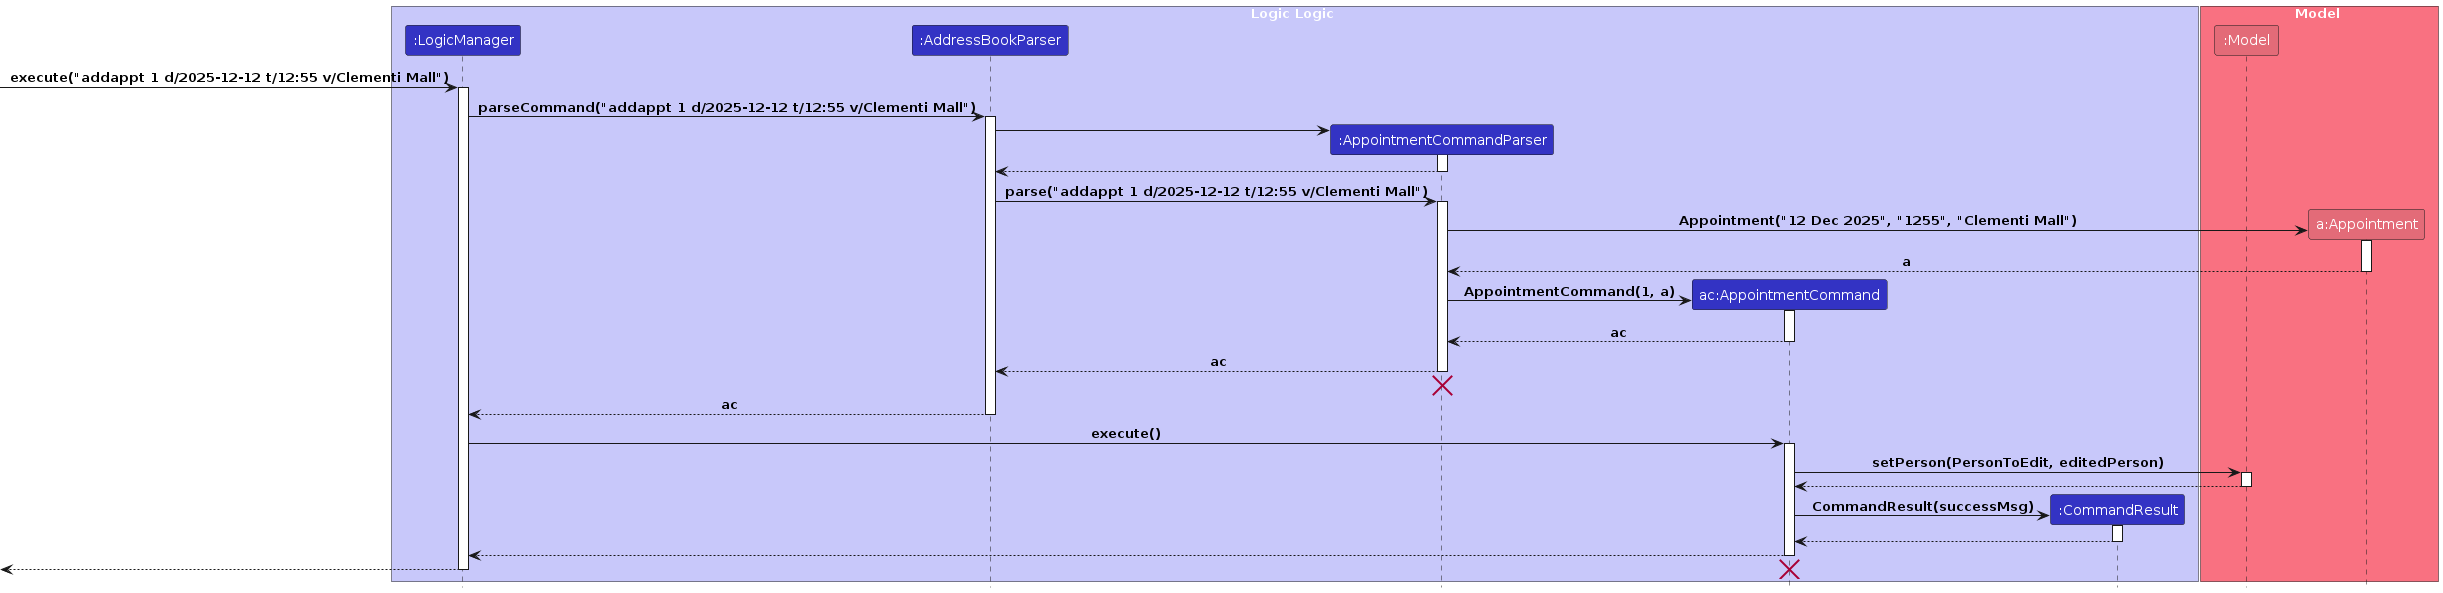 Logic Logic
Model
:LogicManager
:AddressBookParser
:Model
execute("addappt 1 d/2025-12-12 t/12:55 v/Clementi Mall")
parseCommand("addappt 1 d/2025-12-12 t/12:55 v/Clementi Mall")
:AppointmentCommandParser
parse("addappt 1 d/2025-12-12 t/12:55 v/Clementi Mall")
Appointment("12 Dec 2025", "1255", "Clementi Mall")
a:Appointment
a
AppointmentCommand(1, a)
ac:AppointmentCommand
ac
ac
ac
execute()
setPerson(PersonToEdit, editedPerson)
CommandResult(successMsg)
:CommandResult